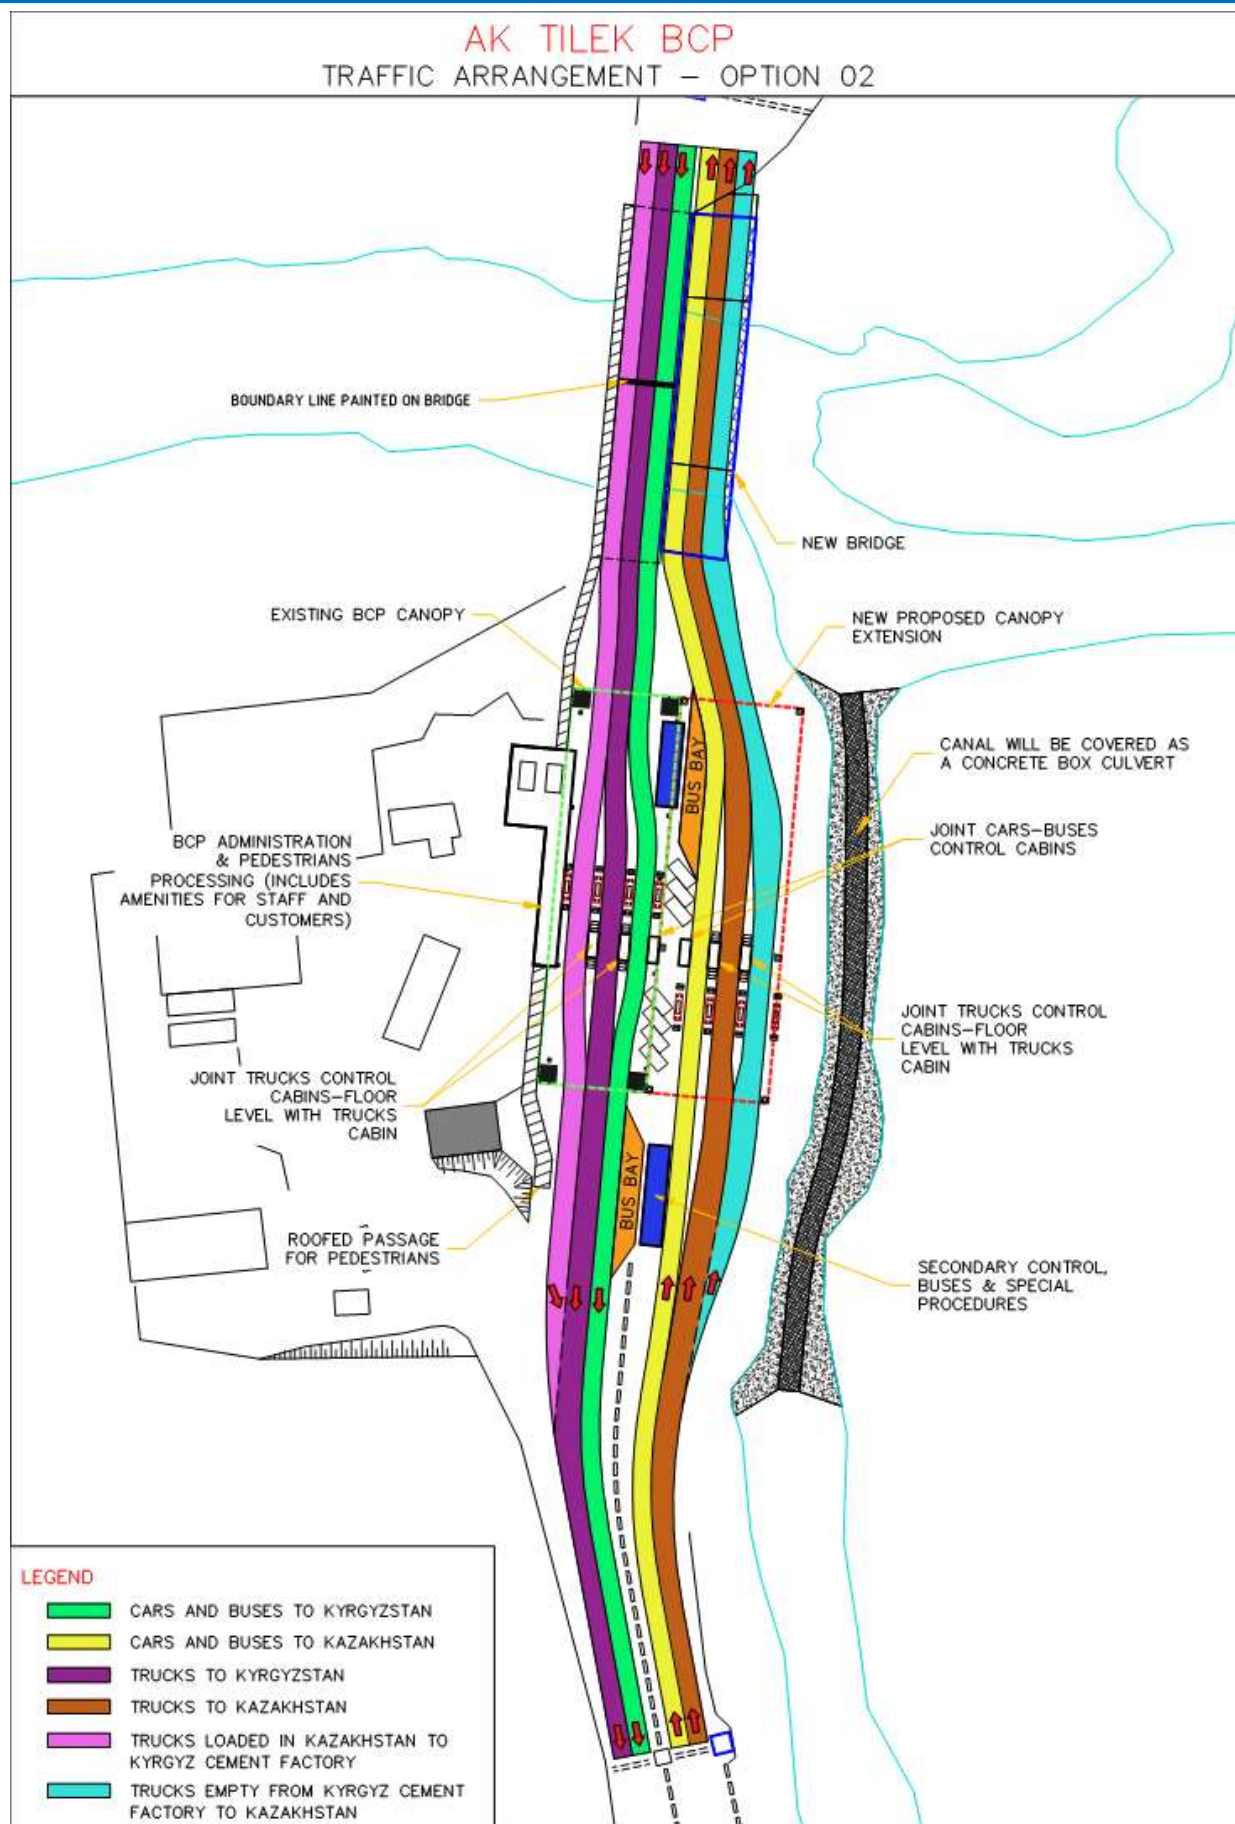 AK TILEK BCP
TRAFFIC ARRANGEMENT – OPTION 02
BOUNDARY LINE PAINTED ON BRIDGE
NEW BRIDGE
EXISTING BCP CANOPY
NEW PROPOSED CANOPY
EXTENSION
BUS BAY
CANAL WILL BE COVERED AS
A CONCRETE BOX CULVERT
JOINT CARS–BUSES
CONTROL CABINS
BCP ADMINISTRATION
& PEDESTRIANS
PROCESSING (INCLUDES
AMENITIES FOR STAFF AND
CUSTOMERS)
JOINT TRUCKS CONTROL
CABINS–FLOOR
LEVEL WITH TRUCKS
CABIN
JOINT TRUCKS CONTROL
CABINS–FLOOR
LEVEL WITH TRUCKS
CABIN
BUS BAY
ROOFED PASSAGE
FOR PEDESTRIANS
SECONDARY CONTROL,
BUSES & SPECIAL
PROCEDURES
LEGEND
CARS AND BUSES TO KYRGYZSTAN
CARS AND BUSES TO KAZAKHSTAN
TRUCKS TO KYRGYZSTAN
TRUCKS TO KAZAKHSTAN
TRUCKS LOADED IN KAZAKHSTAN TO
KYRGYZ CEMENT FACTORY
TRUCKS EMPTY FROM KYRGYZ CEMENT
FACTORY TO KAZAKHSTAN